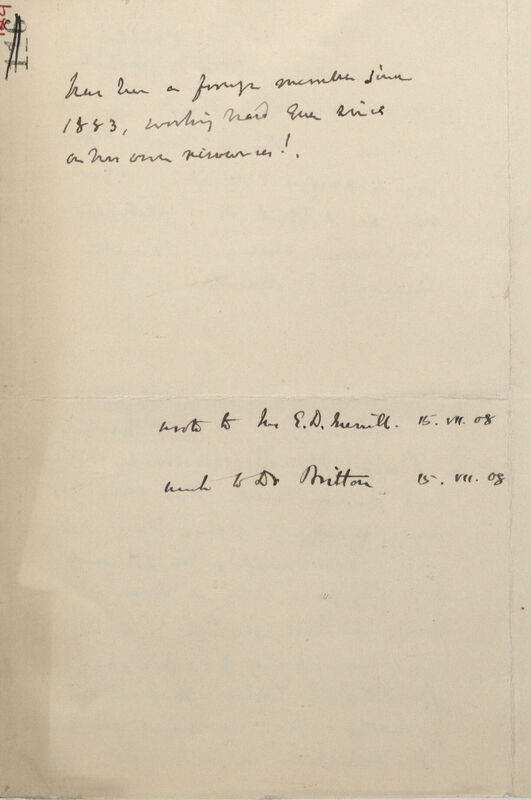 has been a foreign member since
1883, working hard ever since
on his own resources!.
wrote to Mr E. D. Merrill. 15. VII. 08
wrote to Dr Britton 15. VII. 08